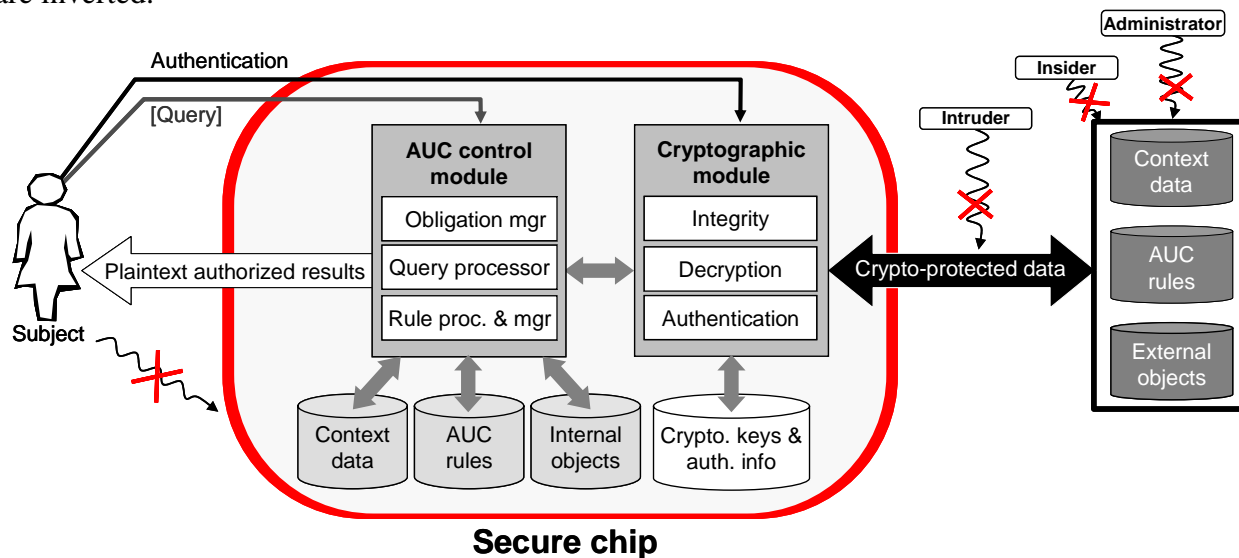 are inverted.
Administrator
Insider
Authentication
[Query]
Intruder
AUC control
module
Cryptographic
module
Context
data
Obligation mgr
Integrity
Plaintext authorized results
Query processor
Decryption
Crypto-protected data
AUC
rules
Rule proc. & mgr
Authentication
Subject
External
objects
Context
data
AUC
rules
Internal
objects
Crypto. keys &
auth. info
Secure chip